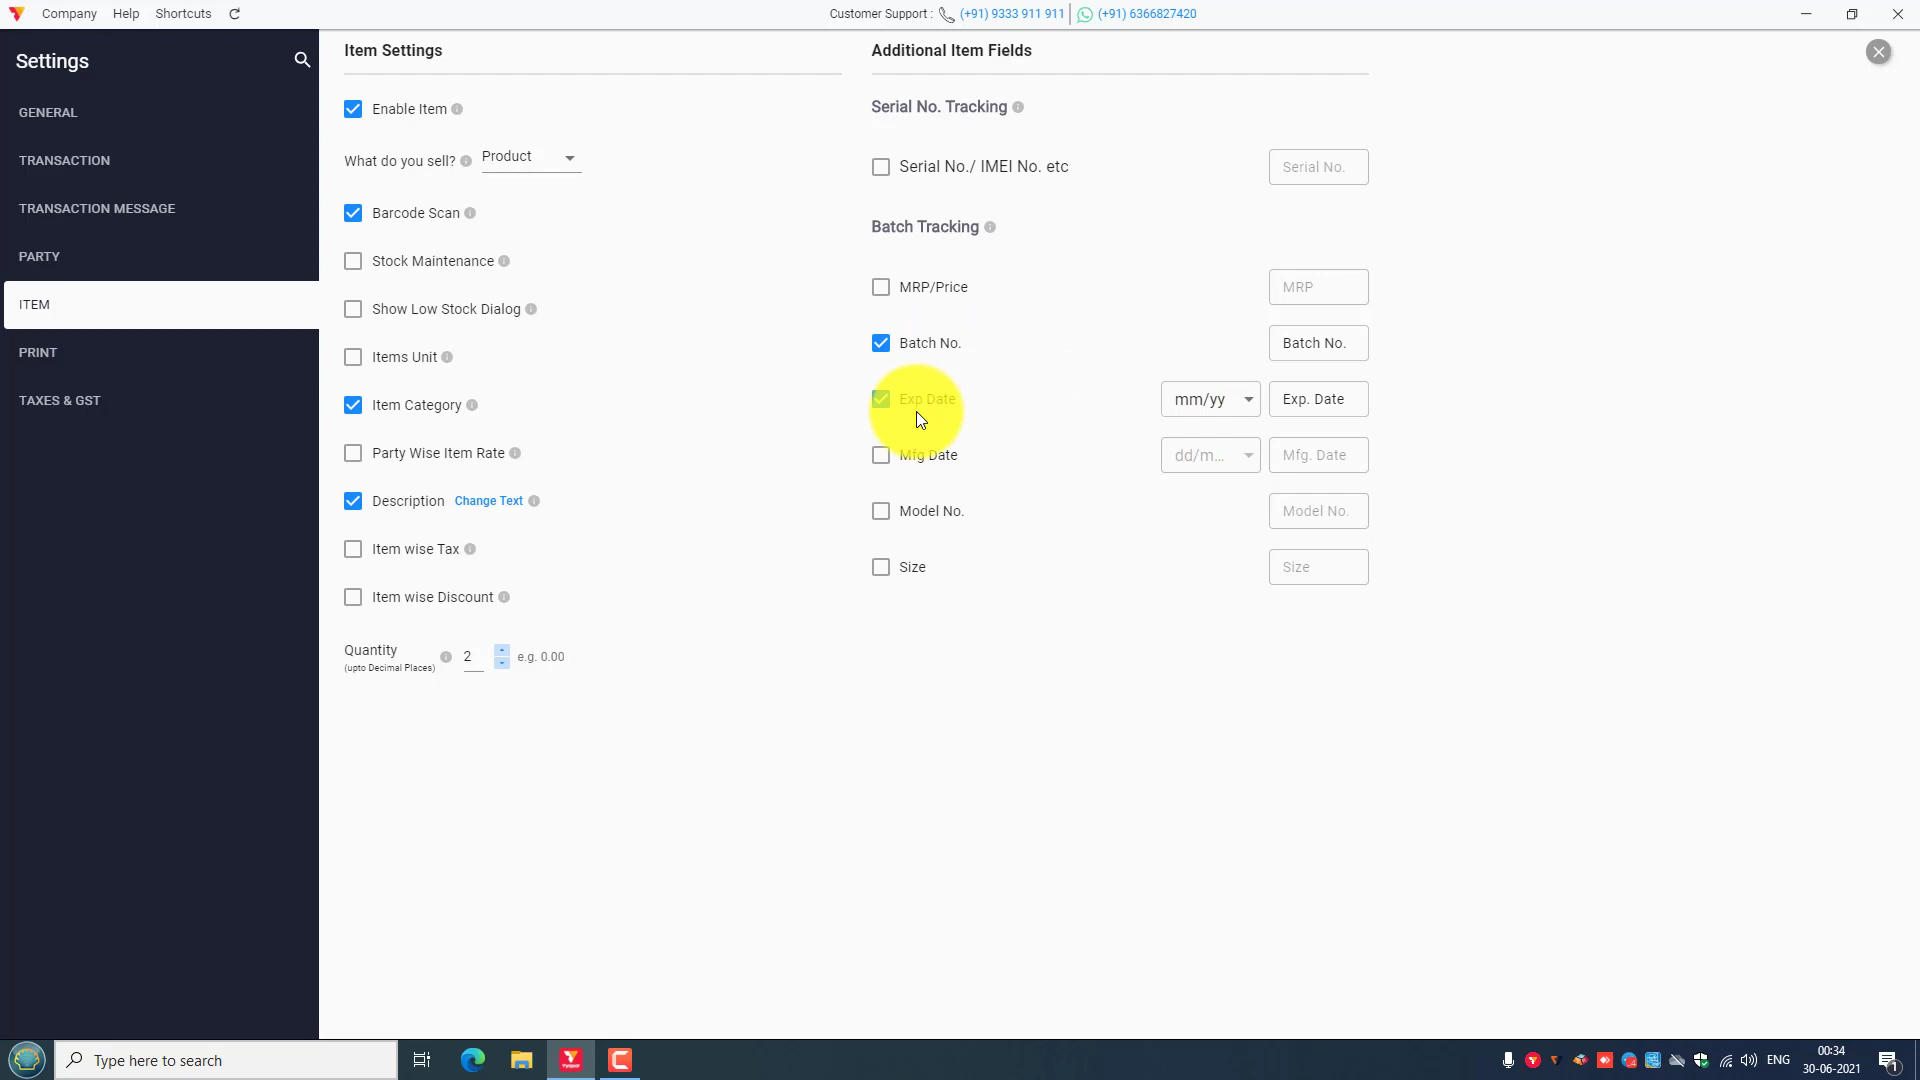 Company Help Shortcuts
Customer Support : (+91) 9333 911 911 (+91) 6366827420
Settings
GENERAL
TRANSACTION
TRANSACTION MESSAGE
PARTY
ITEM
PRINT
TAXES & GST
Item Settings
Enable Item
What do you sell? Product
Barcode Scan
Stock Maintenance
Show Low Stock Dialog
Items Unit
Item Category
Party Wise Item Rate
Description Change Text
Item wise Tax
Item wise Discount
Quantity
(upto Decimal Places)
2 e.g. 0.00
Additional Item Fields
Serial No. Tracking
Serial No./ IMEI No. etc Serial No.
Batch Tracking
MRP/Price MRP
Batch No. Batch No.
Exp Date mm/yy Exp. Date
Mfg Date dd/m... Mfg. Date
Model No. Model No.
Size Size
Type here to search
ENG
00:34
30-06-2021
1